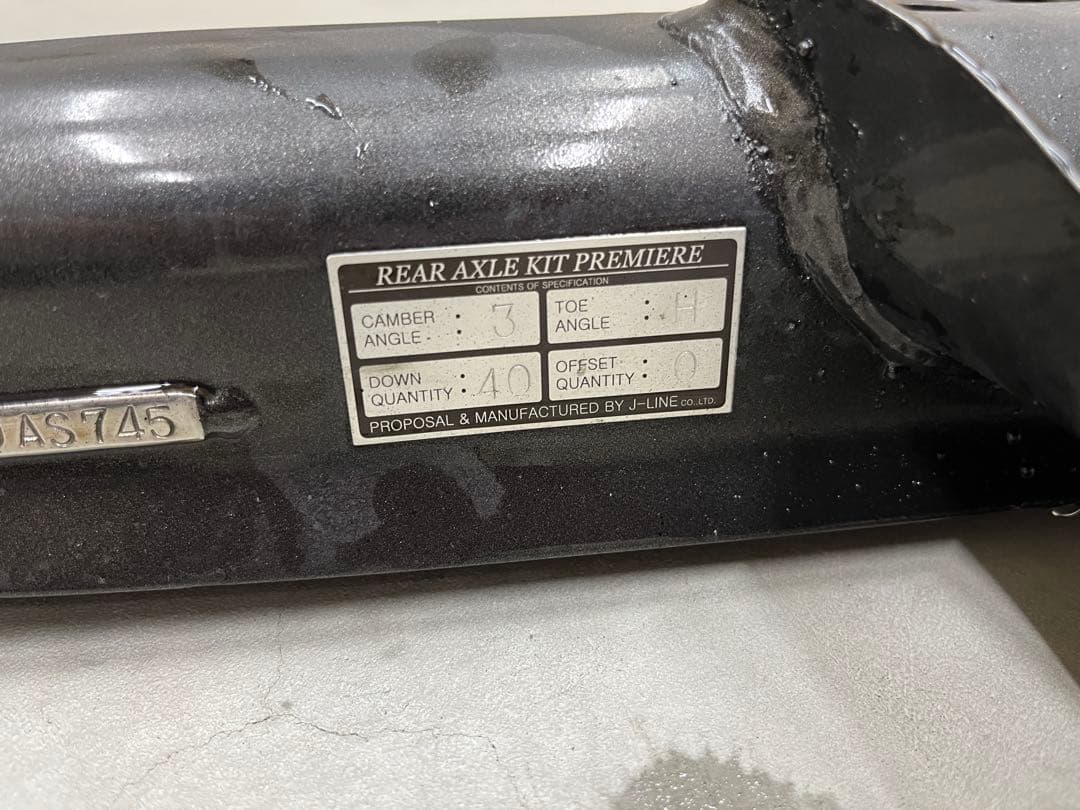 REAR AXLE KIT PREMIERE
CONTENTS OF SPECIFICATION
CAMBER ANGLE : 3
TOE ANGLE : H
DOWN QUANTITY : 40
OFFSET QUANTITY : 0
PROPOSAL & MANUFACTURED BY J-LINE CO.,LTD.
AS745